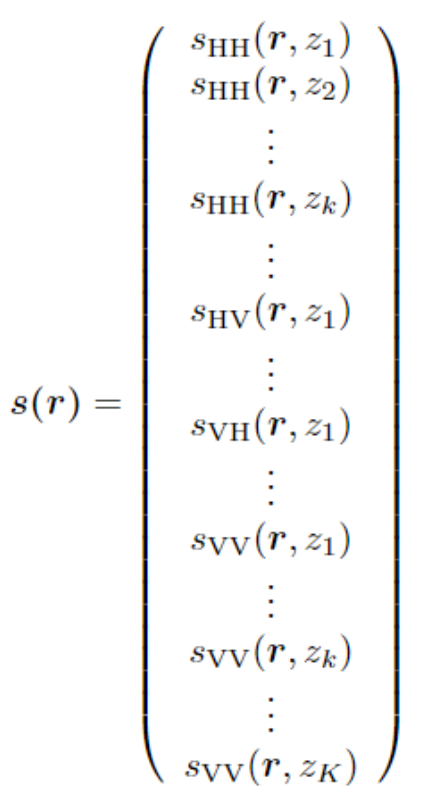 s_HH(r, z_1)
s_HH(r, z_2)
⋮
s_HH(r, z_k)
⋮
s_HV(r, z_1)
⋮
s(r) =
s_VH(r, z_1)
⋮
s_VV(r, z_1)
⋮
s_VV(r, z_k)
⋮
s_VV(r, z_K)